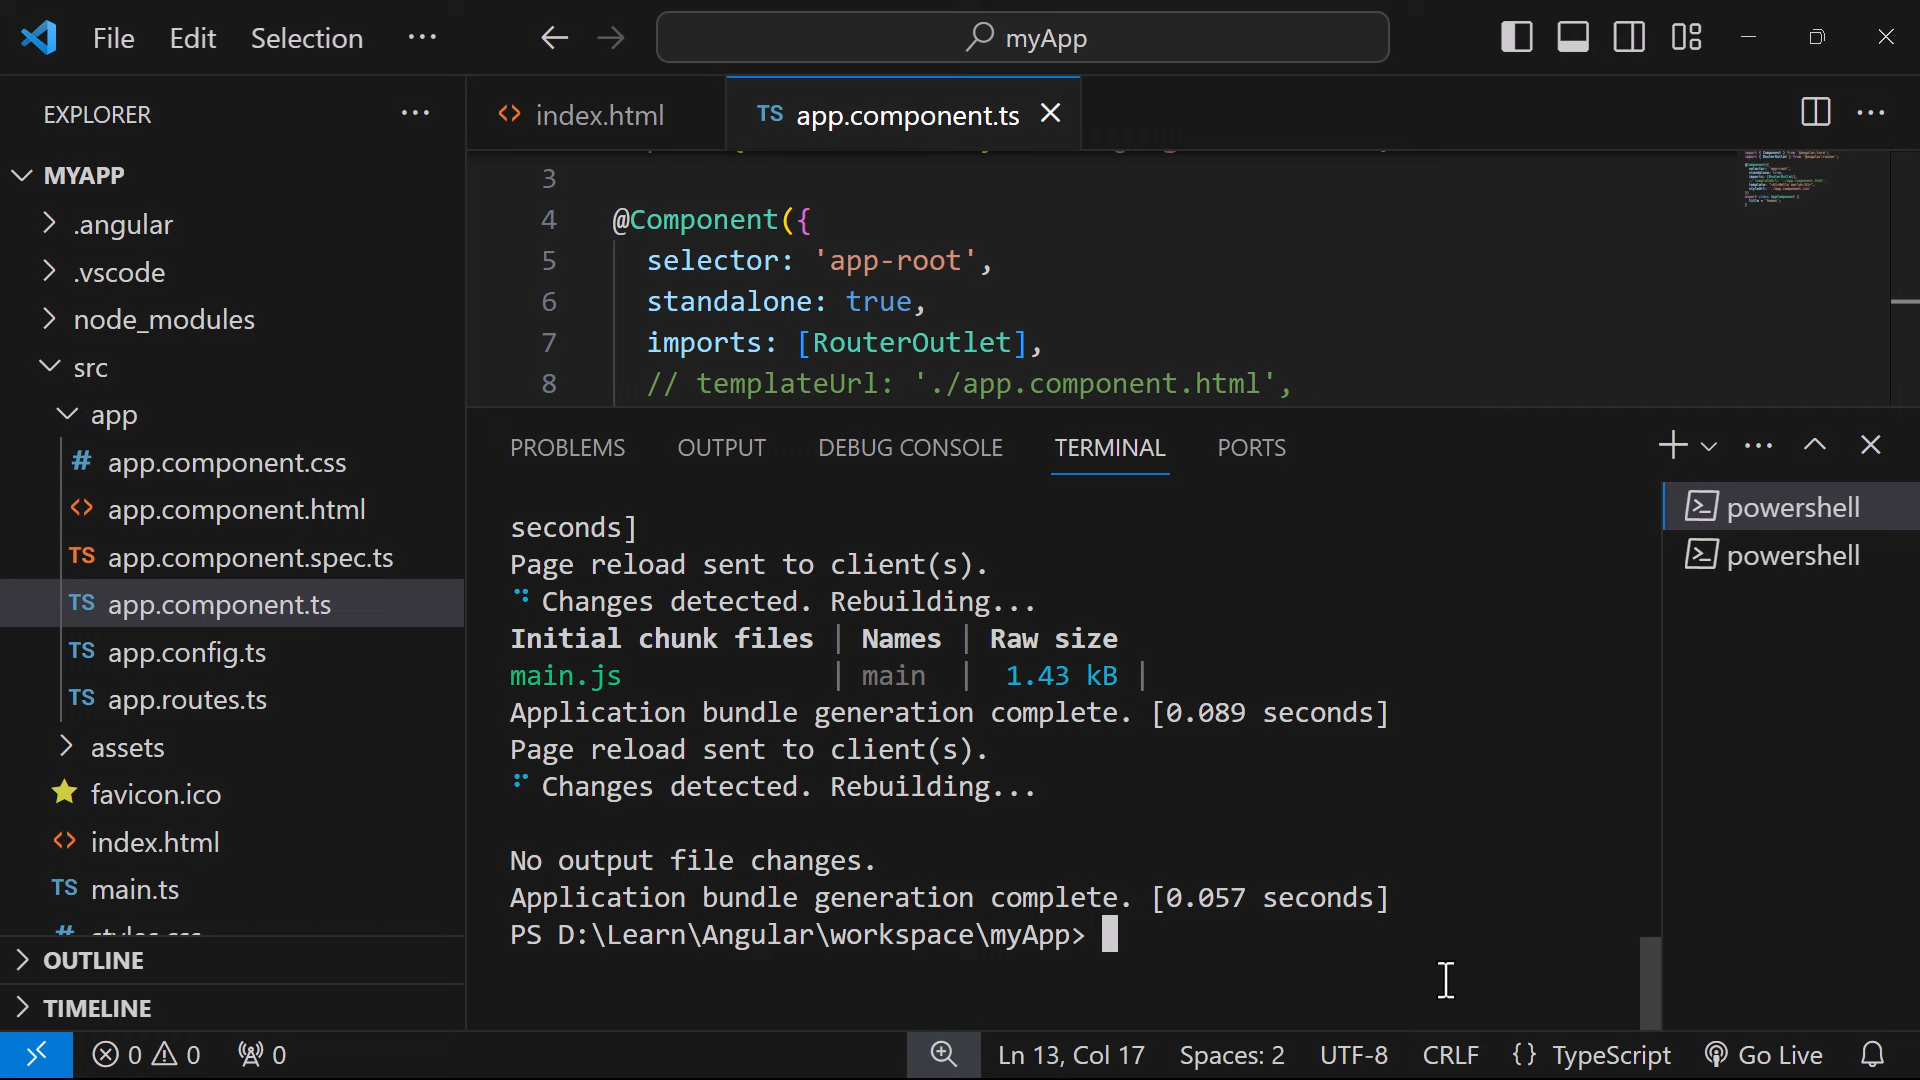 File Edit Selection ··· myApp
EXPLORER ···
index.html
TS app.component.ts
MYAPP
.angular
.vscode
node_modules
src
app
# app.component.css
<> app.component.html
TS app.component.spec.ts
TS app.component.ts
TS app.config.ts
TS app.routes.ts
assets
favicon.ico
<> index.html
TS main.ts
OUTLINE
TIMELINE
3
4 @Component({
5 selector: 'app-root',
6 standalone: true,
7 imports: [RouterOutlet],
8 // templateUrl: './app.component.html',
PROBLEMS OUTPUT DEBUG CONSOLE TERMINAL PORTS
powershell
powershell
seconds]
Page reload sent to client(s).
Changes detected. Rebuilding...
Initial chunk files | Names | Raw size
main.js | main | 1.43 kB |
Application bundle generation complete. [0.089 seconds]
Page reload sent to client(s).
Changes detected. Rebuilding...
No output file changes.
Application bundle generation complete. [0.057 seconds]
PS D:\Learn\Angular\workspace\myApp>
0 0 0 Ln 13, Col 17 Spaces: 2 UTF-8 CRLF {} TypeScript Go Live